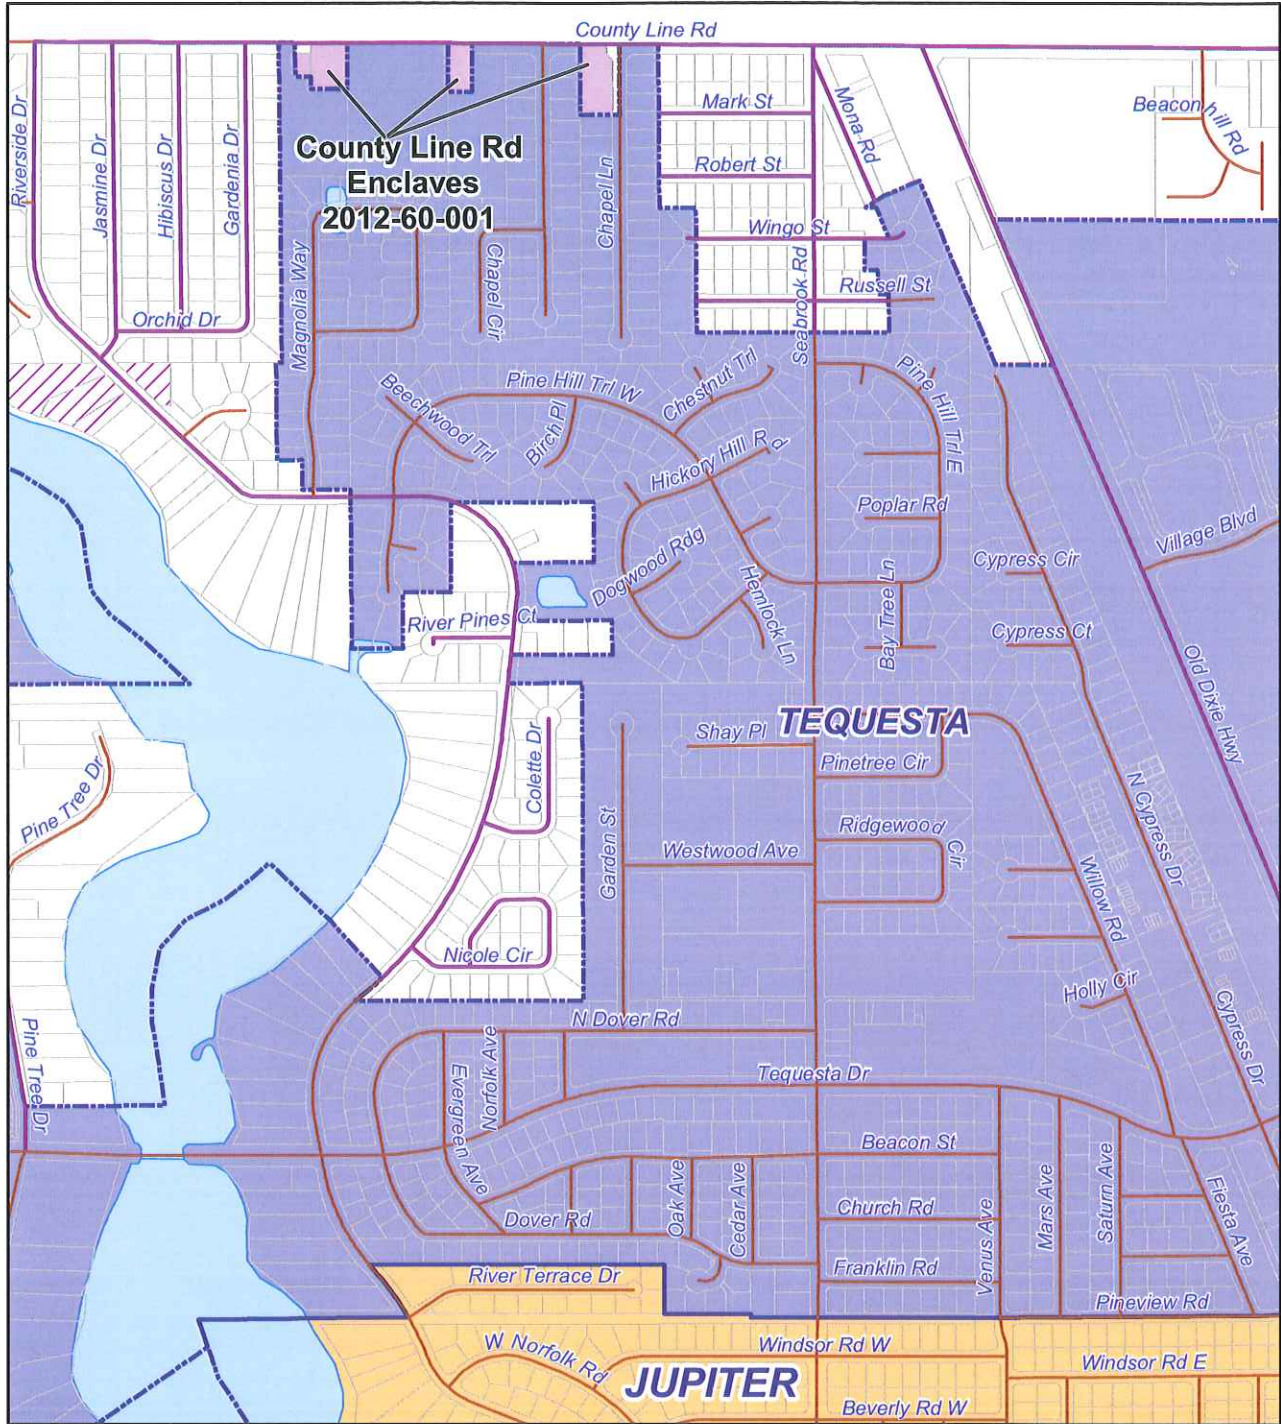 County Line Rd
Riverside Dr
Jasmine Dr
Hibiscus Dr
Gardenia Dr
County Line Rd
Enclaves
2012-60-001
Chapel Ln
Mark St
Robert St
Mona Rd
Beacon hill Rd
Wingo St
Russell St
Seabrook Rd
Orchid Dr
Magnolia Way
Chapel Cir
Pine Hill Trl W
Chestnut Trl
Pine Hill Trl E
Beechwood Trl
Birch Pl
Hickory Hill Rd
Poplar Rd
Village Blvd
Dogwood Rdg
Hemlock Ln
Bay Tree Ln
Cypress Cir
Cypress Ct
River Pines Ct
Old Dixie Hwy
TEQUESTA
Shay Pl
Pinetree Cir
Colette Dr
Pine Tree Dr
Garden St
Ridgewood Cir
Westwood Ave
N Cypress Dr
Willow Rd
Nicole Cir
Holly Cir
Cypress Dr
N Dover Rd
Pine Tree Dr
Evergreen Ave
Norfolk Ave
Tequesta Dr
Beacon St
Oak Ave
Cedar Ave
Church Rd
Venus Ave
Mars Ave
Saturn Ave
Fiesta Ave
Dover Rd
Franklin Rd
River Terrace Dr
Pineview Rd
W Norfolk Rd
Windsor Rd W
Windsor Rd E
JUPITER
Beverly Rd W